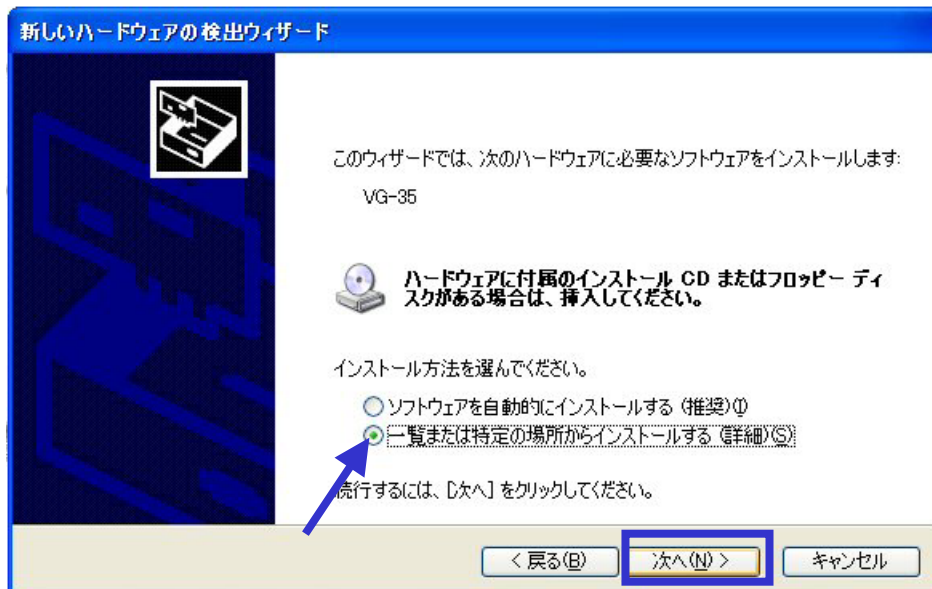 新しいハードウェアの検出ウィザード
このウィザードでは、次のハードウェアに必要なソフトウェアをインストールします:
VG-35
ハードウェアに付属のインストール CD またはフロッピー ディ
スクがある場合は、挿入してください。
インストール方法を選んでください。
ソフトウェアを自動的にインストールする (推奨)(I)
一覧または特定の場所からインストールする (詳細)(S)
続行するには、[次へ] をクリックしてください。
< 戻る(B) 次へ(N) > キャンセル